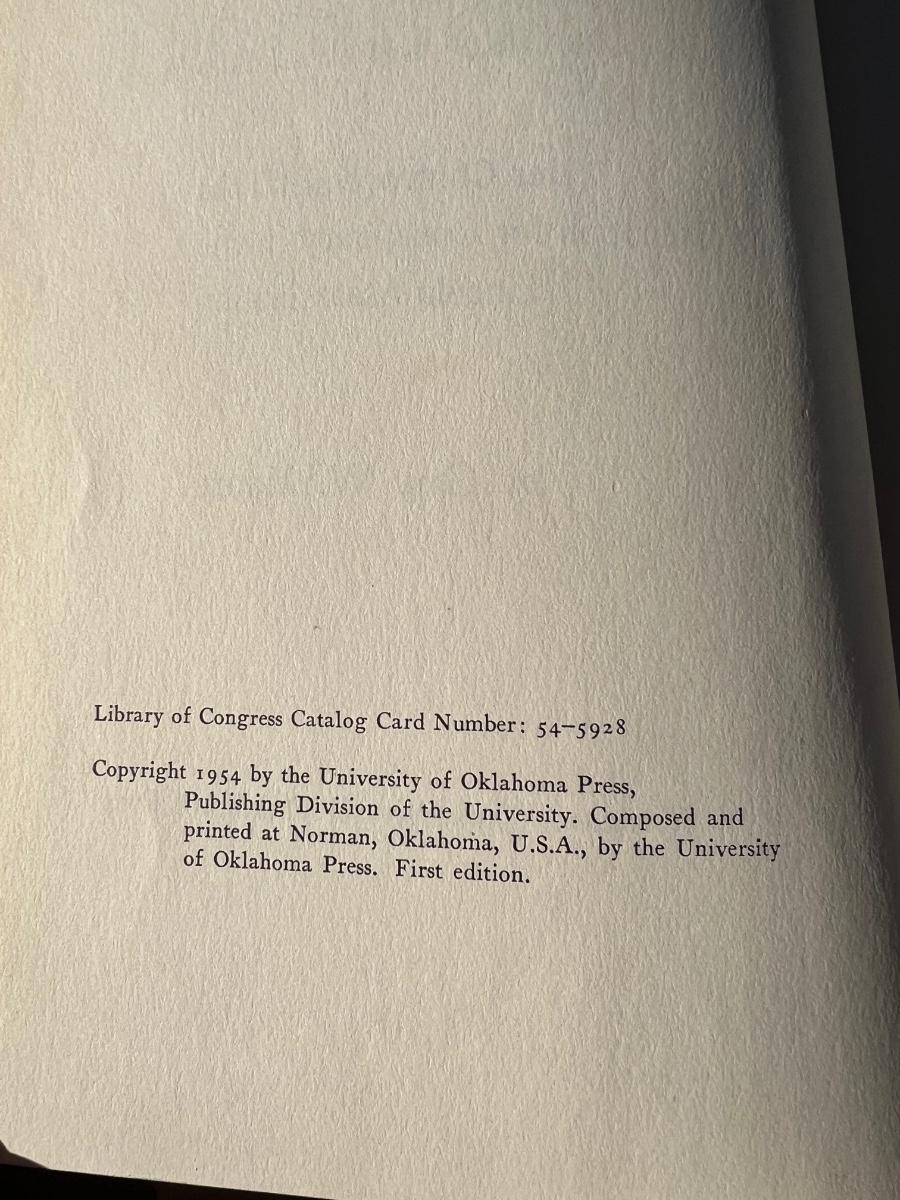 Library of Congress Catalog Card Number: 54–5928
Copyright 1954 by the University of Oklahoma Press,
Publishing Division of the University. Composed and
printed at Norman, Oklahoma, U.S.A., by the University
of Oklahoma Press. First edition.